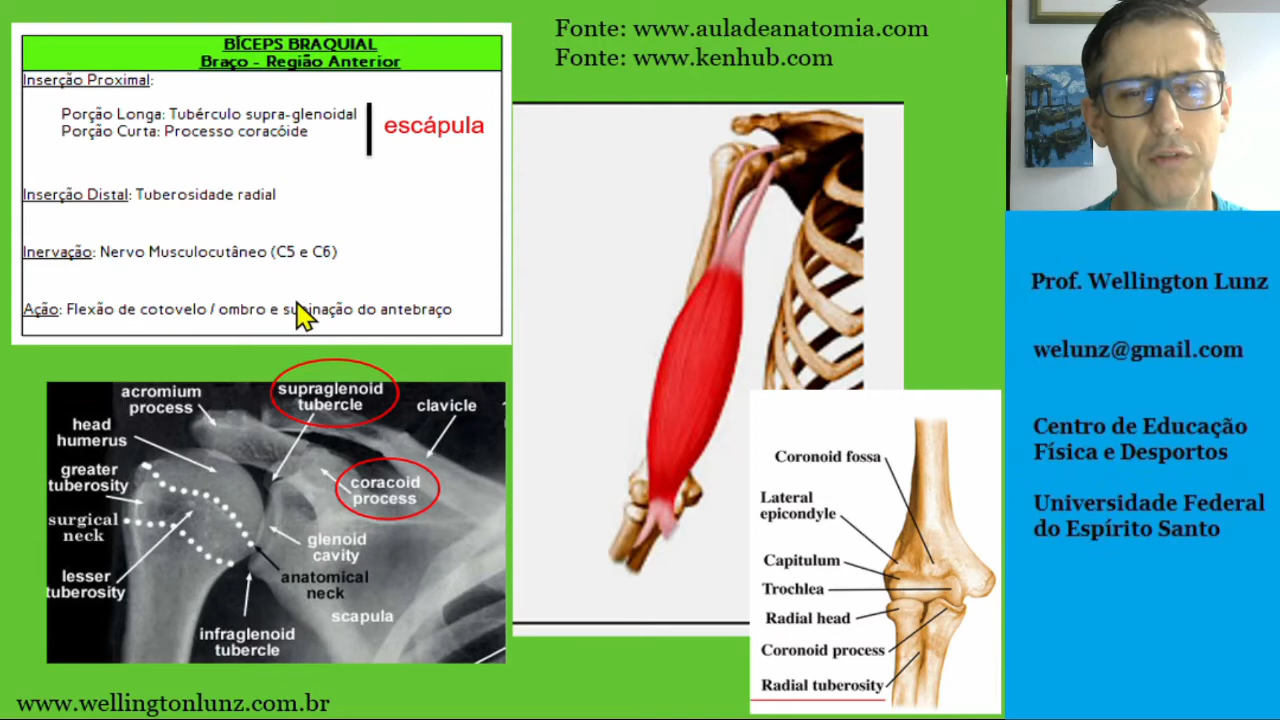 BÍCEPS BRAQUIAL
Braço - Região Anterior
Inserção Proximal:
Porção Longa: Tubérculo supra-glenoidal
Porção Curta: Processo coracóide
escápula
Inserção Distal: Tuberosidade radial
Inervação: Nervo Musculocutâneo (C5 e C6)
Ação: Flexão de cotovelo / ombro e supinação do antebraço
Fonte: www.auladeanatomia.com
Fonte: www.kenhub.com
acromium
process
supraglenoid
tubercle
clavicle
head
humerus
greater
tuberosity
coracoid
process
surgical
neck
glenoid
cavity
lesser
tuberosity
anatomical
neck
scapula
infraglenoid
tubercle
Coronoid fossa
Lateral
epicondyle
Capitulum
Trochlea
Radial head
Coronoid process
Radial tuberosity
Prof. Wellington Lunz
welunz@gmail.com
Centro de Educação
Física e Desportos
Universidade Federal
do Espírito Santo
www.wellingtonlunz.com.br